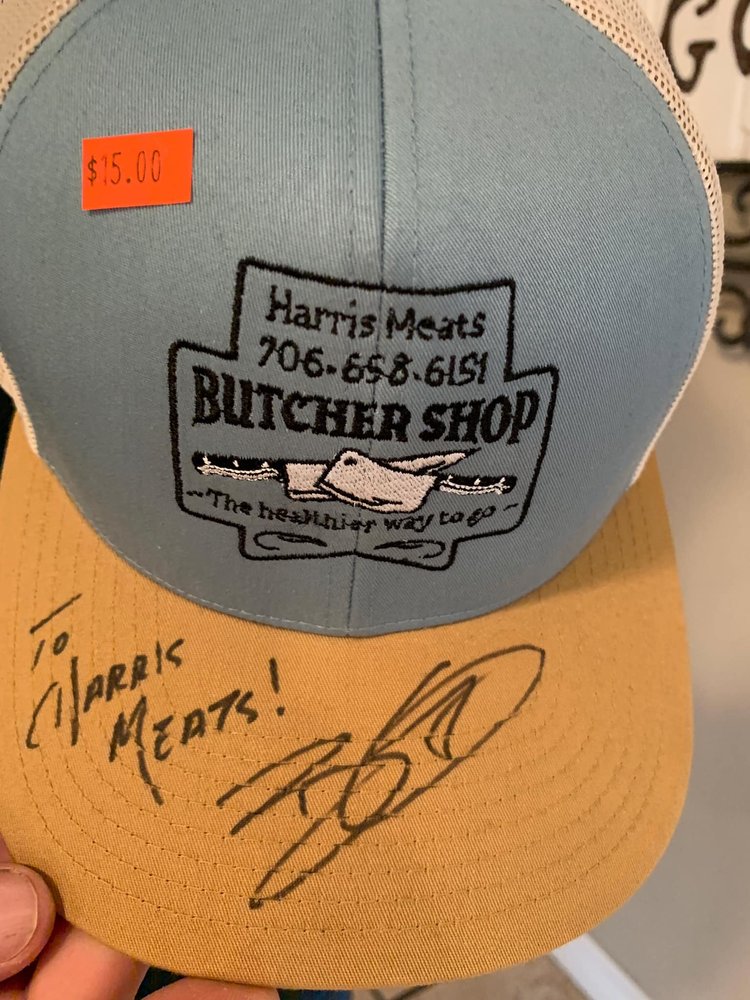 $15.00
Harris Meats
706-658-6151
BUTCHER SHOP
~The healthier way to go~
To
HARRIS
MEATS!